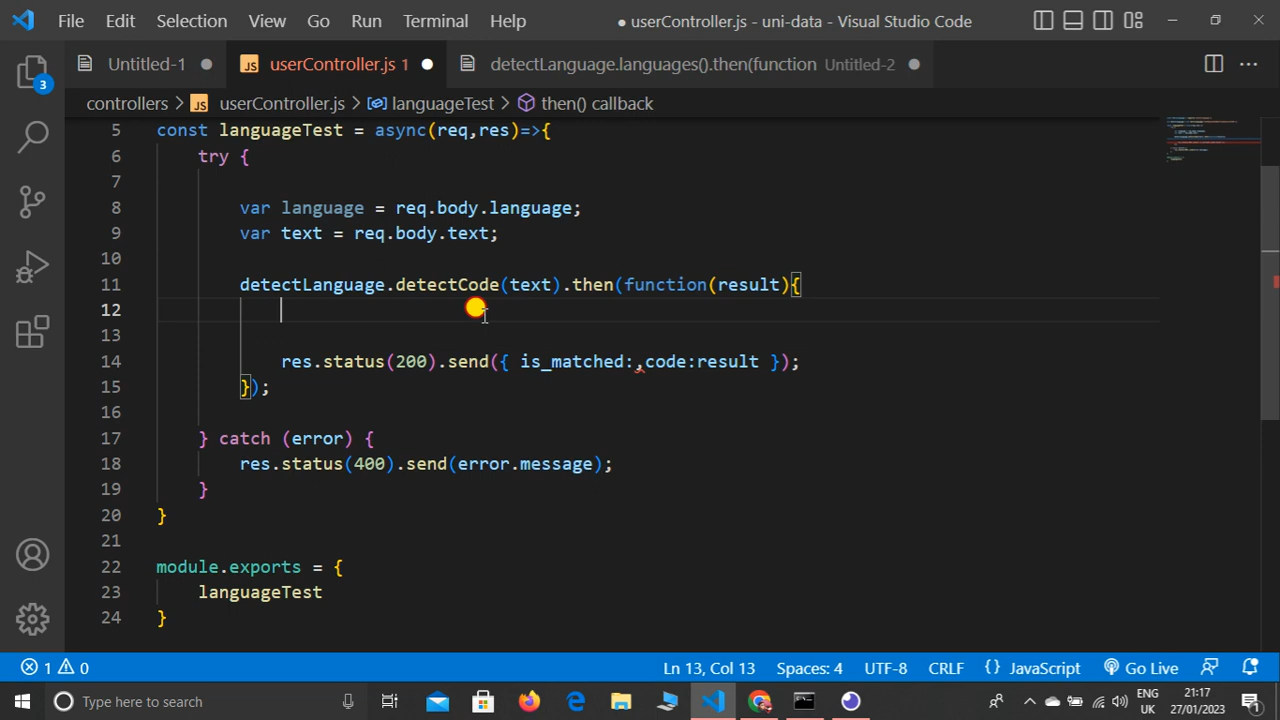 File Edit Selection View Go Run Terminal Help ● userController.js - uni-data - Visual Studio Code
Untitled-1 ● JS userController.js 1 ● detectLanguage.languages().then(function Untitled-2 ●
controllers > JS userController.js > languageTest > then() callback
3
5 const languageTest = async(req,res)=>{
6 try {
7
8 var language = req.body.language;
9 var text = req.body.text;
10
11 detectLanguage.detectCode(text).then(function(result){
12
13
14 res.status(200).send({ is_matched:,code:result });
15 });
16
17 } catch (error) {
18 res.status(400).send(error.message);
19 }
20 }
21
22 module.exports = {
23 languageTest
24 }
1 0 Ln 13, Col 13 Spaces: 4 UTF-8 CRLF {} JavaScript Go Live
Type here to search ENG UK 21:17 27/01/2023 1